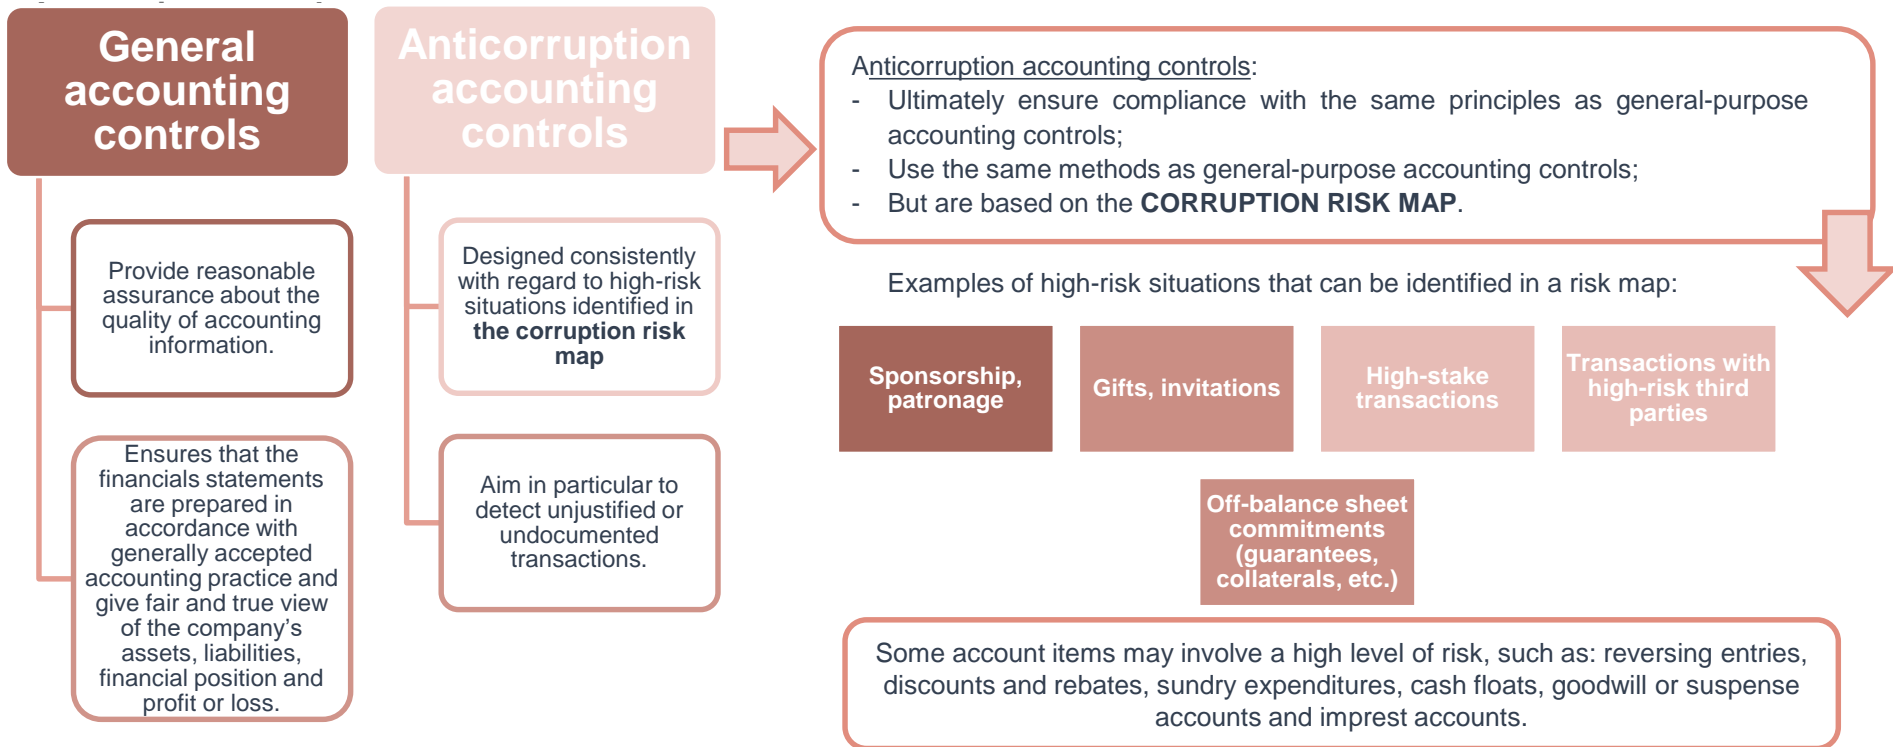 General
accounting
controls
Provide reasonable
assurance about the
quality of accounting
information.
Ensures that the
financials statements
are prepared in
accordance with
generally accepted
accounting practice and
give fair and true view
of the company's
assets, liabilities,
financial position and
profit or loss.
Anticorruption
accounting
controls
Designed consistently
with regard to high-risk
situations identified in
the corruption risk
map
Aim in particular to
detect unjustified or
undocumented
transactions.
Anticorruption accounting controls:
- Ultimately ensure compliance with the same principles as general-purpose
accounting controls;
- Use the same methods as general-purpose accounting controls;
- But are based on the CORRUPTION RISK MAP.
Examples of high-risk situations that can be identified in a risk map:
Sponsorship,
patronage
Gifts, invitations
High-stake
transactions
Transactions with
high-risk third
parties
Off-balance sheet
commitments
(guarantees,
collaterals, etc.)
Some account items may involve a high level of risk, such as: reversing entries,
discounts and rebates, sundry expenditures, cash floats, goodwill or suspense
accounts and imprest accounts.